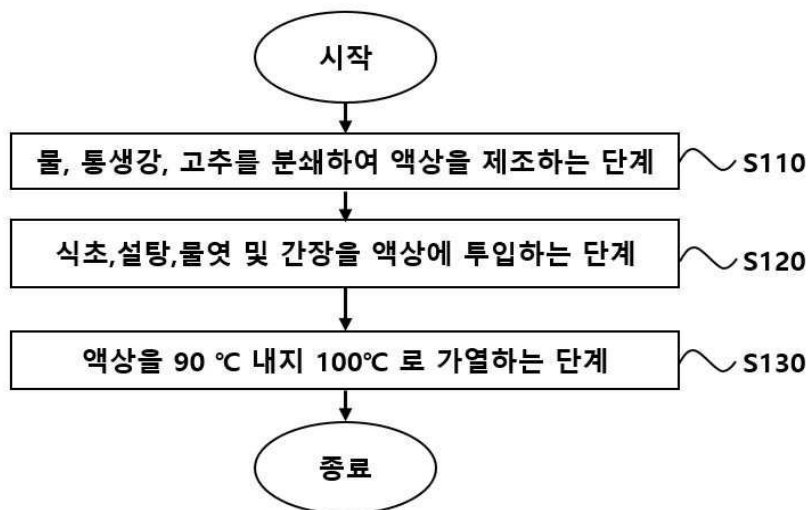 시작
물, 통생강, 고추를 분쇄하여 액상을 제조하는 단계 S110
식초,설탕,물엿 및 간장을 액상에 투입하는 단계 S120
액상을 90 ℃ 내지 100℃ 로 가열하는 단계 S130
종료